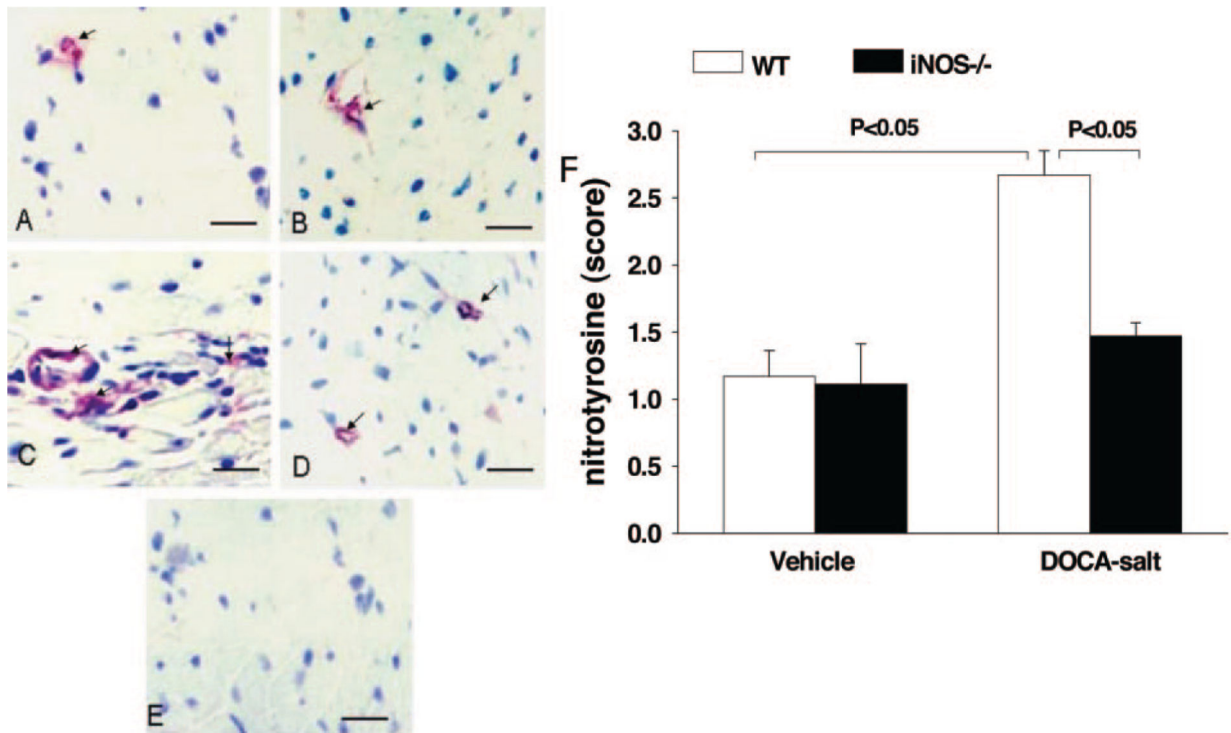 A
B
C
D
E
F
WT
iNOS-/-
P<0.05
P<0.05
nitrotyrosine (score)
3.0
2.5
2.0
1.5
1.0
0.5
0.0
Vehicle
DOCA-salt